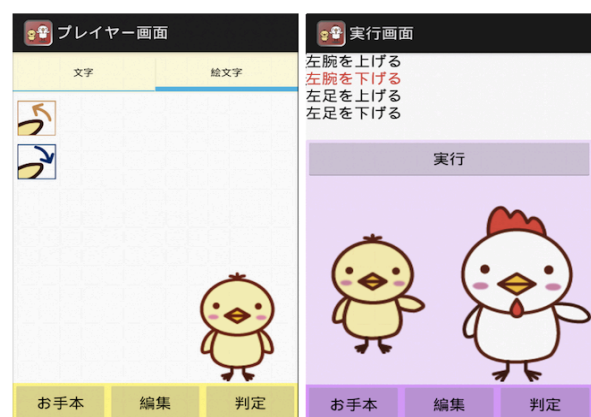 プレイヤー画面
文字
絵文字
お手本
編集
判定
実行画面
左腕を上げる
左腕を下げる
左足を上げる
左足を下げる
実行
お手本
編集
判定